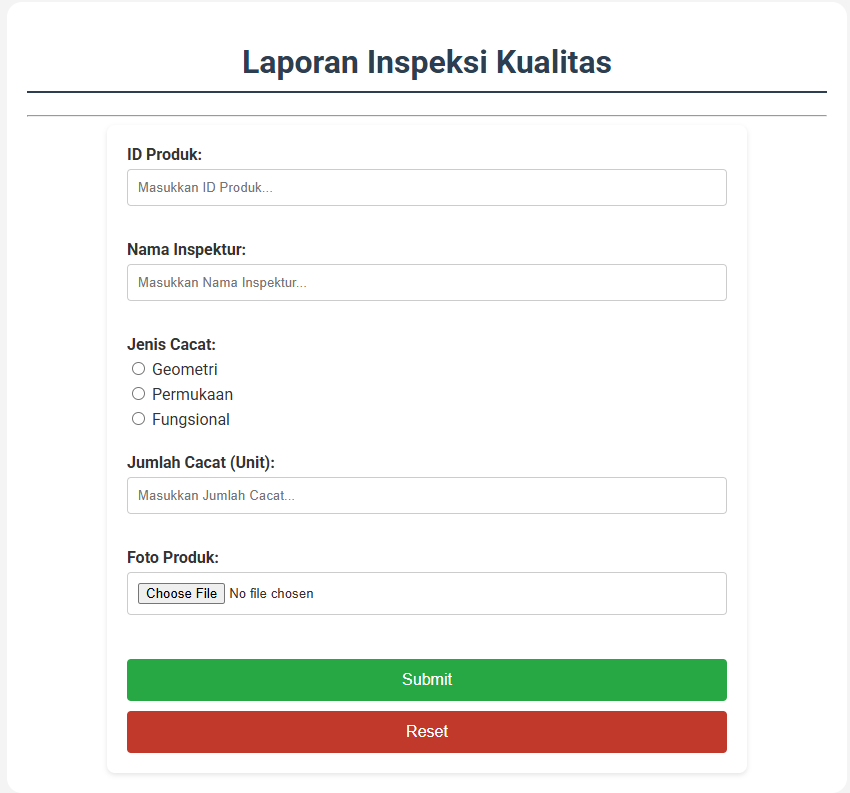 Laporan Inspeksi Kualitas
ID Produk:
Masukkan ID Produk...
Nama Inspektur:
Masukkan Nama Inspektur...
Jenis Cacat:
Geometri
Permukaan
Fungsional
Jumlah Cacat (Unit):
Masukkan Jumlah Cacat...
Foto Produk:
Choose File No file chosen
Submit
Reset